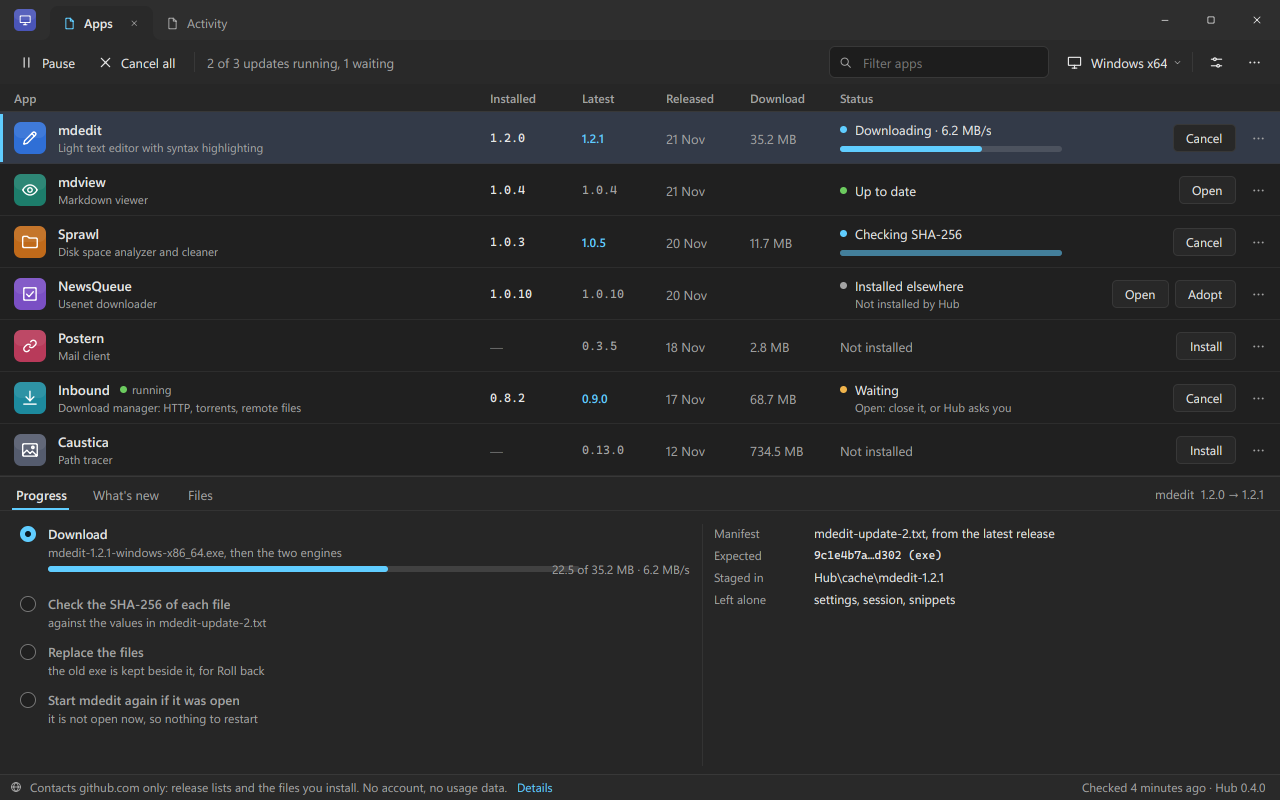 Apps
Activity
Pause
Cancel all
2 of 3 updates running, 1 waiting
Filter apps
Windows x64
App Installed Latest Released Download Status
mdedit
Light text editor with syntax highlighting
1.2.0 1.2.1 21 Nov 35.2 MB
Downloading · 6.2 MB/s
Cancel
mdview
Markdown viewer
1.0.4 1.0.4 21 Nov
Up to date
Open
Sprawl
Disk space analyzer and cleaner
1.0.3 1.0.5 20 Nov 11.7 MB
Checking SHA-256
Cancel
NewsQueue
Usenet downloader
1.0.10 1.0.10 20 Nov
Installed elsewhere
Not installed by Hub
Open Adopt
Postern
Mail client
— 0.3.5 18 Nov 2.8 MB
Not installed
Install
Inbound running
Download manager: HTTP, torrents, remote files
0.8.2 0.9.0 17 Nov 68.7 MB
Waiting
Open: close it, or Hub asks you
Cancel
Caustica
Path tracer
— 0.13.0 12 Nov 734.5 MB
Not installed
Install
Progress What's new Files
mdedit 1.2.0 → 1.2.1
Download
mdedit-1.2.1-windows-x86_64.exe, then the two engines
22.5 of 35.2 MB · 6.2 MB/s
Check the SHA-256 of each file
against the values in mdedit-update-2.txt
Replace the files
the old exe is kept beside it, for Roll back
Start mdedit again if it was open
it is not open now, so nothing to restart
Manifest mdedit-update-2.txt, from the latest release
Expected 9c1e4b7a…d302 (exe)
Staged in Hub\cache\mdedit-1.2.1
Left alone settings, session, snippets
Contacts github.com only: release lists and the files you install. No account, no usage data. Details
Checked 4 minutes ago · Hub 0.4.0